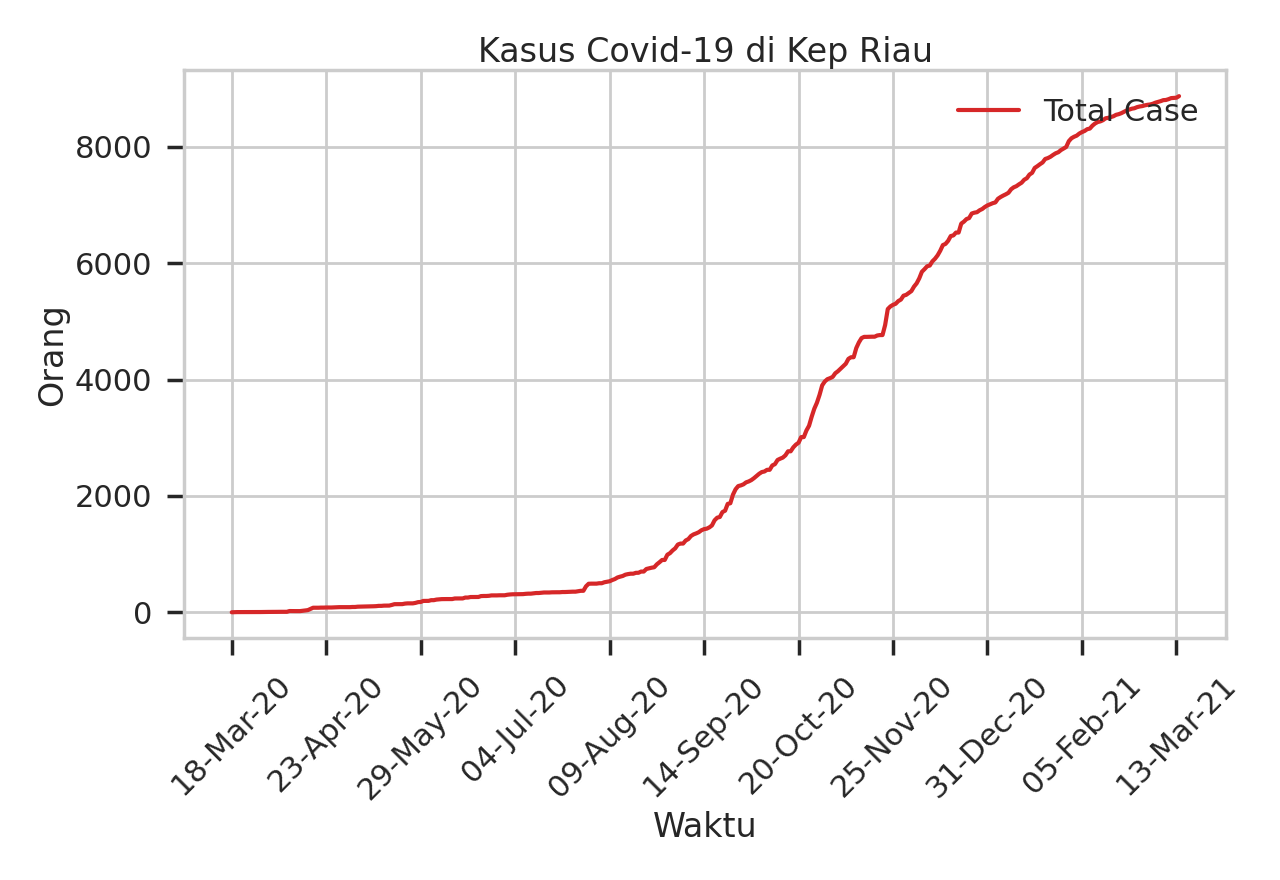 Kasus Covid-19 di Kep Riau
Total Case
8000
6000
4000
2000
0
Orang
18-Mar-20
23-Apr-20
29-May-20
04-Jul-20
09-Aug-20
14-Sep-20
20-Oct-20
25-Nov-20
31-Dec-20
05-Feb-21
13-Mar-21
Waktu